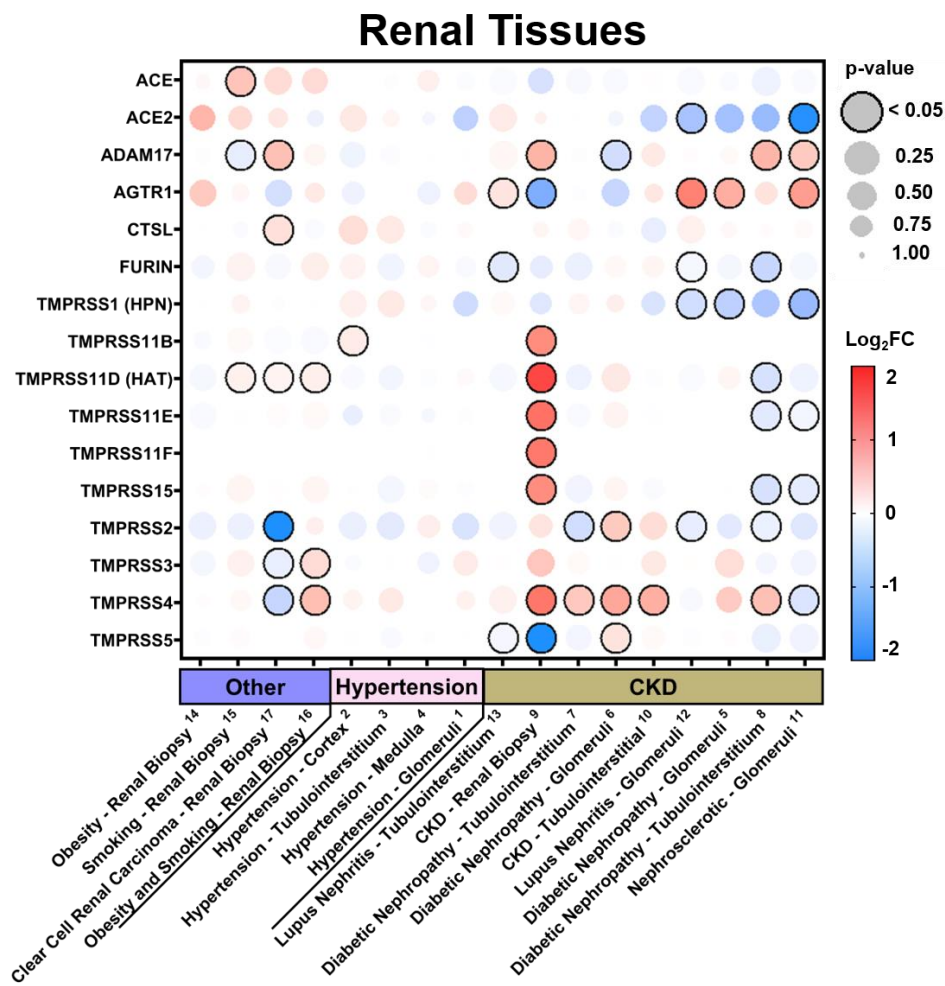 Renal Tissues
ACE
ACE2
ADAM17
AGTR1
CTSL
FURIN
TMPRSS1 (HPN)
TMPRSS11B
TMPRSS11D (HAT)
TMPRSS11E
TMPRSS11F
TMPRSS15
TMPRSS2
TMPRSS3
TMPRSS4
TMPRSS5
p-value
< 0.05
0.25
0.50
0.75
1.00
Log₂FC
2
1
0
-1
-2
Other
Hypertension
CKD
Obesity - Renal Biopsy 14
Smoking - Renal Biopsy 15
Clear Cell Renal Carcinoma - Renal Biopsy 17
Obesity and Smoking - Renal Biopsy 16
Hypertension - Cortex 2
Hypertension - Tubulointerstitium 3
Hypertension - Medulla 4
Hypertension - Glomeruli 1
Lupus Nephritis - Tubulointerstitium 13
CKD - Renal Biopsy 9
Diabetic Nephropathy - Tubulointerstitium 7
Diabetic Nephropathy - Glomeruli 6
CKD - Tubulointerstitial 10
Lupus Nephritis - Glomeruli 12
Diabetic Nephropathy - Glomeruli 5
Diabetic Nephropathy - Tubulointerstitium 8
Nephrosclerotic - Glomeruli 11